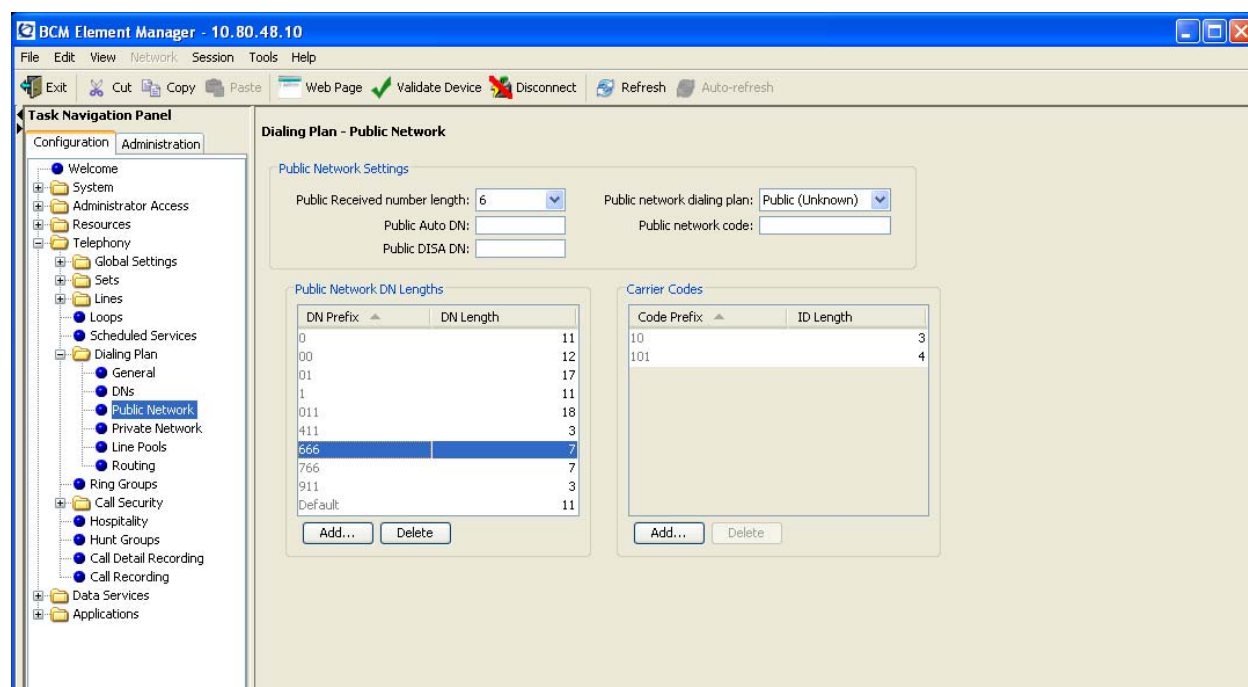 BCM Element Manager - 10.80.48.10
File Edit View Network Session Tools Help
Exit Cut Copy Paste Web Page Validate Device Disconnect Refresh Auto-refresh
Task Navigation Panel
Configuration Administration
Welcome
System
Administrator Access
Resources
Telephony
Global Settings
Sets
Lines
Loops
Scheduled Services
Dialing Plan
General
DNs
Public Network
Private Network
Line Pools
Routing
Ring Groups
Call Security
Hospitality
Hunt Groups
Call Detail Recording
Call Recording
Data Services
Applications
Dialing Plan - Public Network
Public Network Settings
Public Received number length: 6 Public network dialing plan: Public (Unknown)
Public Auto DN: Public network code:
Public DISA DN:
Public Network DN Lengths
DN Prefix DN Length
0 11
00 12
01 17
1 11
011 18
411 3
666 7
766 7
911 3
Default 11
Add... Delete
Carrier Codes
Code Prefix ID Length
10 3
101 4
Add... Delete